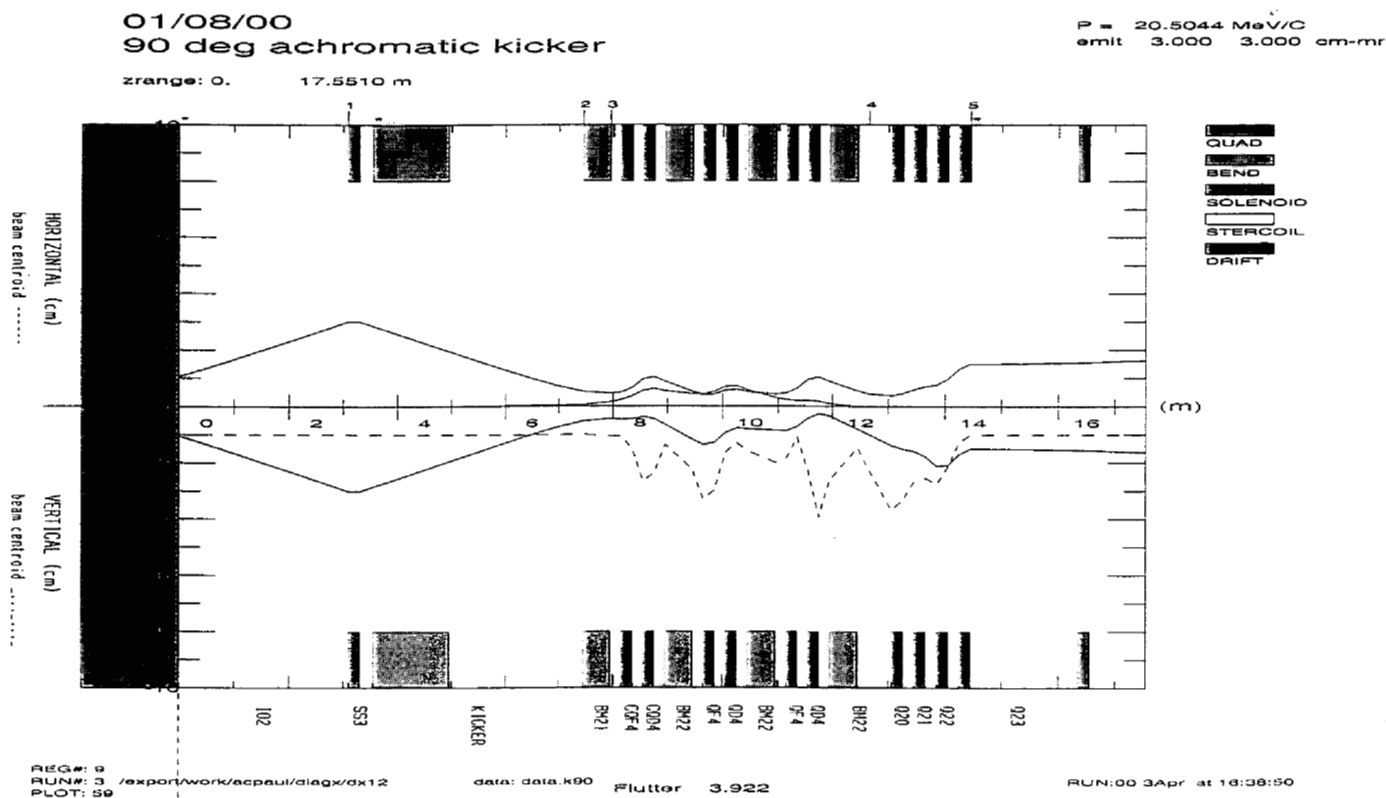 01/08/00
90 deg achromatic kicker
zrange: 0. 17.5510 m
P = 20.5044 MeV/C
emit 3.000 3.000 cm-mr
1 2 3 4 5
QUAD
BEND
SOLENOID
STERCOIL
DRIFT
HORIZONTAL (cm)
beam centroid ------
(m)
0 2 4 6 8 10 12 14 16
VERTICAL (cm)
beam centroid
IO2 SS3 KICKER BM21 CQF4 CQD4 BM22 QF4 QD4 BM22 QF4 QD4 BM22 Q20 Q21 Q22 Q23
REG#: 9
RUN#: 3 /export/work/acpaul/diagx/dx12 data: data.k90 Flutter 3.922 RUN:00 3Apr at 16:38:50
PLOT: 59